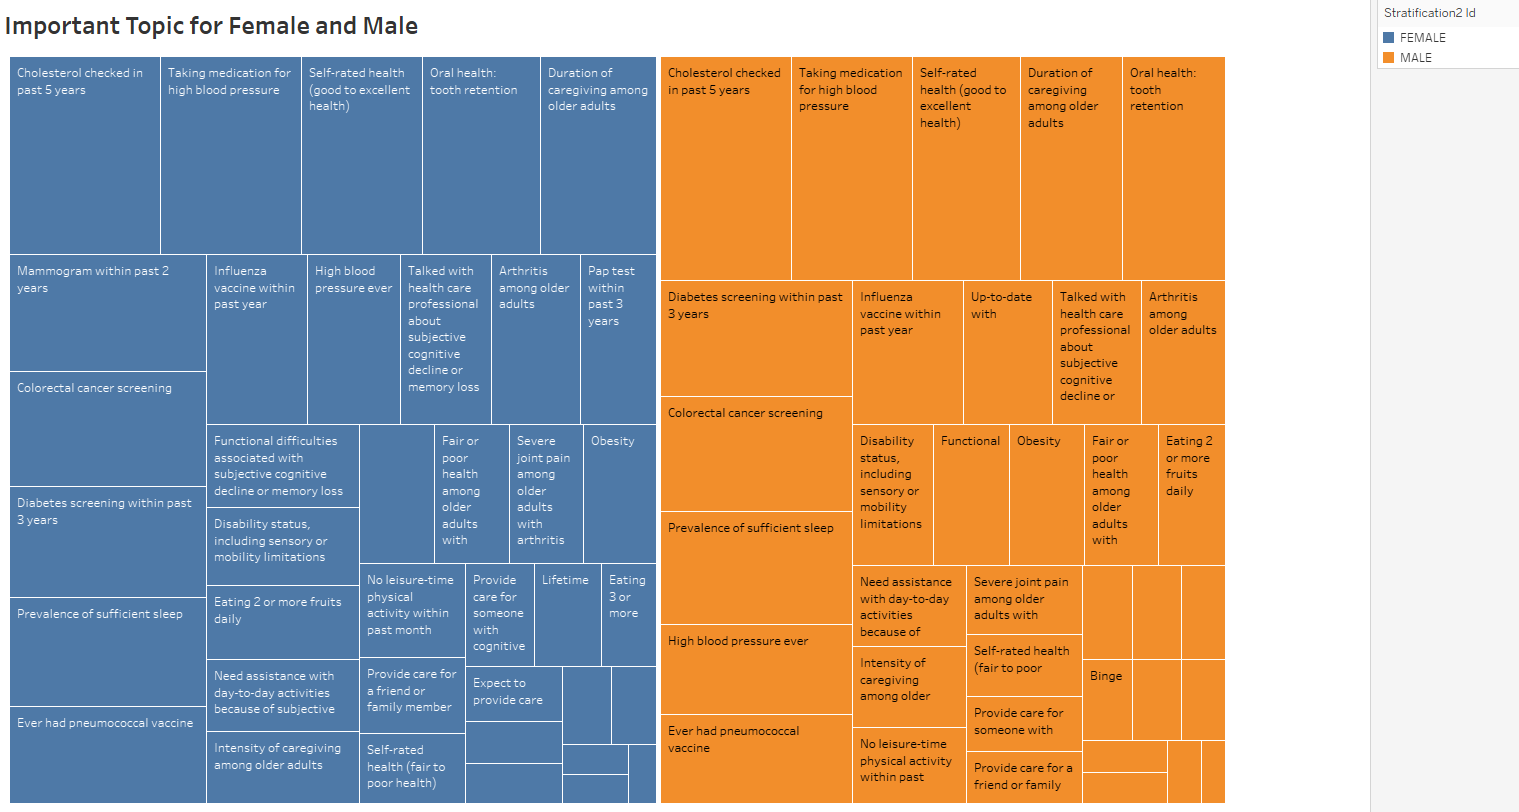 Important Topic for Female and Male
Stratification2 Id
FEMALE
MALE
Cholesterol checked in
past 5 years
Taking medication for
high blood pressure
Self-rated health
(good to excellent
health)
Oral health:
tooth retention
Duration of
caregiving among
older adults
Mammogram within past 2
years
Colorectal cancer screening
Diabetes screening within past
3 years
Prevalence of sufficient sleep
Ever had pneumococcal vaccine
Influenza
vaccine within
past year
High blood
pressure ever
Talked with
health care
professional
about
subjective
cognitive
decline or
memory loss
Arthritis
among older
adults
Pap test
within
past 3
years
Functional difficulties
associated with
subjective cognitive
decline or memory loss
Disability status,
including sensory or
mobility limitations
Eating 2 or more fruits
daily
Need assistance with
day-to-day activities
because of subjective
Intensity of caregiving
among older adults
Fair or
poor
health
among
older
adults
with
Severe
joint pain
among
older
adults
with
arthritis
Obesity
No leisure-time
physical
activity within
past month
Provide care for
a friend or
family member
Self-rated
health (fair to
poor health)
Provide
care for
someone
with
cognitive
Lifetime
Eating
3 or
more
Expect to
provide care
Cholesterol checked
in past 5 years
Taking medication
for high blood
pressure
Self-rated
health (good to
excellent
health)
Duration of
caregiving
among older
adults
Oral health:
tooth
retention
Diabetes screening within past
3 years
Colorectal cancer screening
Prevalence of sufficient sleep
High blood pressure ever
Ever had pneumococcal
vaccine
Influenza
vaccine within
past year
Up-to-date
with
Talked with
health care
professional
about
subjective
cognitive
decline or
Arthritis
among
older adults
Disability
status,
including
sensory or
mobility
limitations
Functional
Obesity
Fair or
poor
health
among
older
adults
with
Eating 2
or more
fruits
daily
Need assistance
with day-to-day
activities
because of
Intensity of
caregiving
among older
No leisure-time
physical activity
within past
Severe joint pain
among older
adults with
Self-rated health
(fair to poor
Provide care for
someone with
Provide care for a
friend or family
Binge